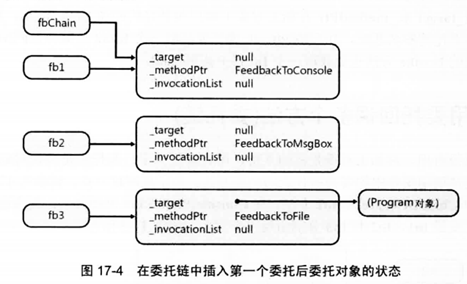 fbChain
fb1
_target null
_methodPtr FeedbackToConsole
_invocationList null
fb2
_target null
_methodPtr FeedbackToMsgBox
_invocationList null
fb3
_target
_methodPtr FeedbackToFile
_invocationList null
(Program 对象)
图 17-4 在委托链中插入第一个委托后委托对象的状态